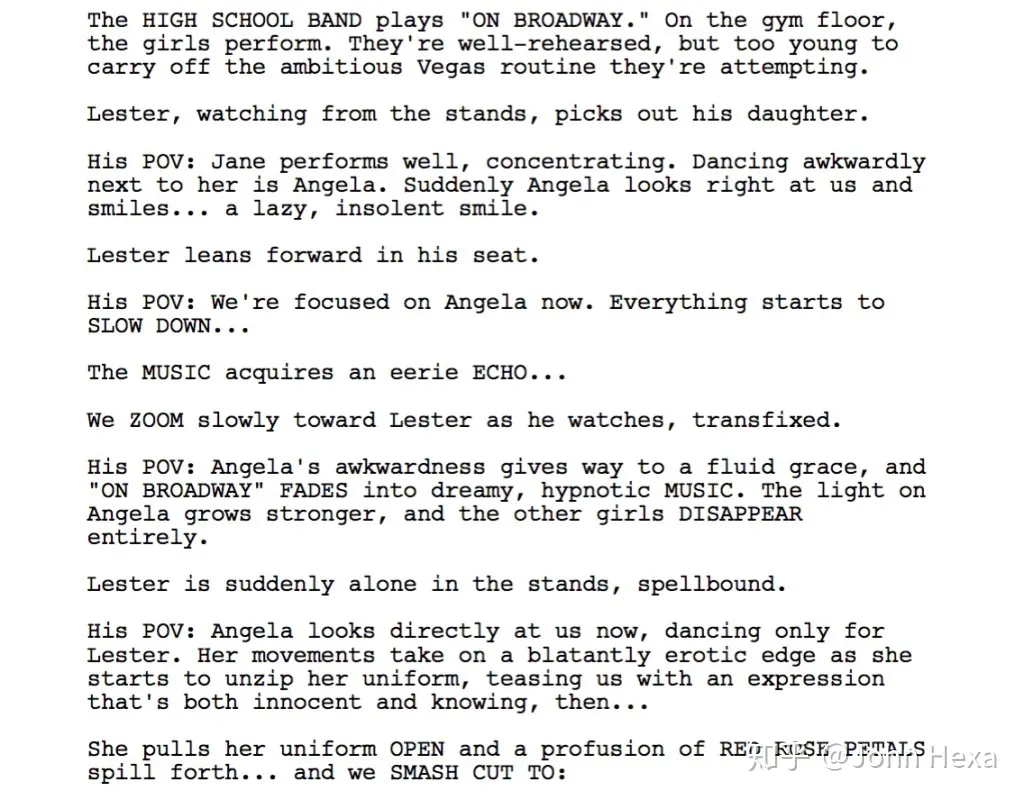 The HIGH SCHOOL BAND plays "ON BROADWAY." On the gym floor,
the girls perform. They're well-rehearsed, but too young to
carry off the ambitious Vegas routine they're attempting.
Lester, watching from the stands, picks out his daughter.
His POV: Jane performs well, concentrating. Dancing awkwardly
next to her is Angela. Suddenly Angela looks right at us and
smiles... a lazy, insolent smile.
Lester leans forward in his seat.
His POV: We're focused on Angela now. Everything starts to
SLOW DOWN...
The MUSIC acquires an eerie ECHO...
We ZOOM slowly toward Lester as he watches, transfixed.
His POV: Angela's awkwardness gives way to a fluid grace, and
"ON BROADWAY" FADES into dreamy, hypnotic MUSIC. The light on
Angela grows stronger, and the other girls DISAPPEAR
entirely.
Lester is suddenly alone in the stands, spellbound.
His POV: Angela looks directly at us now, dancing only for
Lester. Her movements take on a blatantly erotic edge as she
starts to unzip her uniform, teasing us with an expression
that's both innocent and knowing, then...
She pulls her uniform OPEN and a profusion of RED ROSE PETALS
spill forth... and we SMASH CUT TO:
知乎 @John Hexa